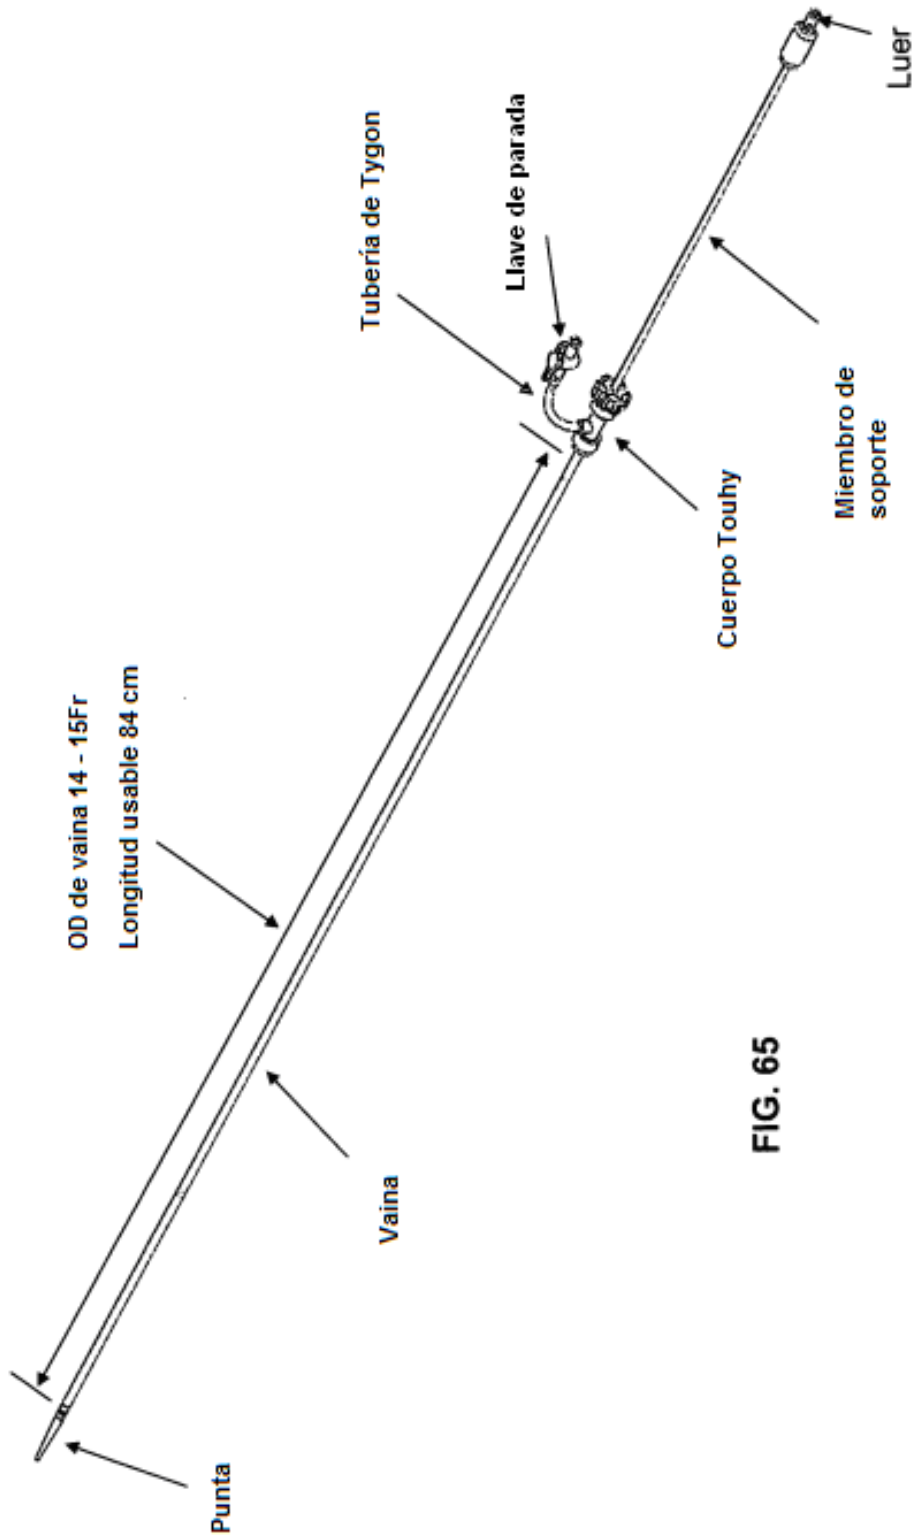 OD de vaina 14 - 15Fr
Longitud usable 84 cm
Tubería de Tygon
Llave de parada
Luer
Punta
Vaina
Cuerpo Touhy
Miembro de
soporte
FIG. 65